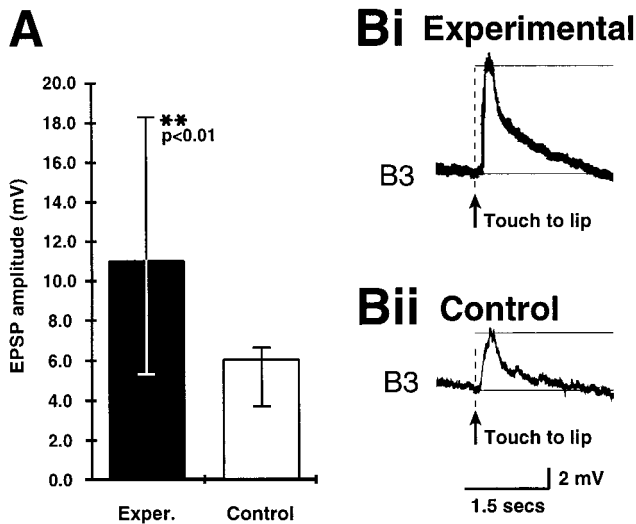 A
EPSP amplitude (mV)
20.0
18.0
16.0
14.0
12.0
10.0
8.0
6.0
4.0
2.0
0.0
**
p<0.01
Exper. Control
Bi Experimental
B3
Touch to lip
Bii Control
B3
Touch to lip
2 mV
1.5 secs